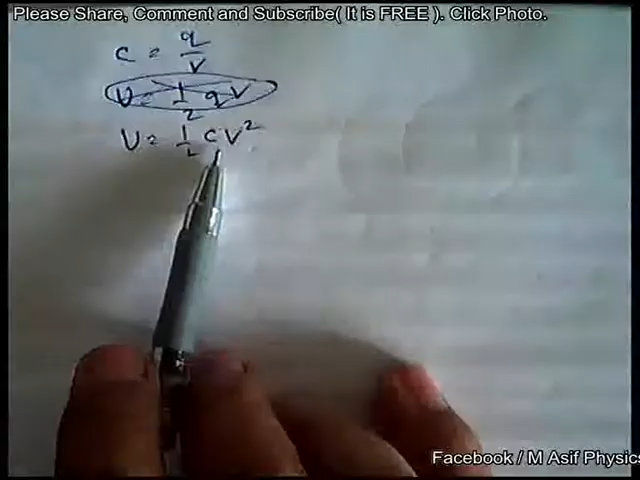 Please Share, Comment and Subscribe( It is FREE ). Click Photo.
C = q/V
U = 1/2 qV
U = 1/2 CV²
Facebook / M Asif Physics